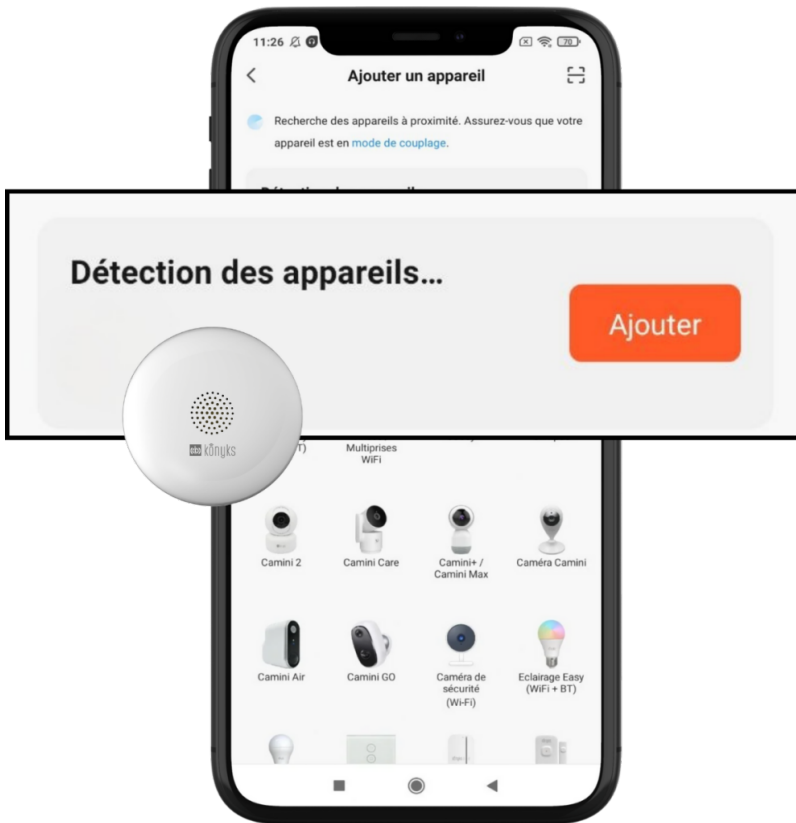 11:26
70
Ajouter un appareil
Recherche des appareils à proximité. Assurez-vous que votre
appareil est en mode de couplage.
Détection des appareils...
Ajouter
kōnyks
T)
Multiprises
WiFi
Camini 2
Camini Care
Camini+ /
Camini Max
Caméra Camini
Camini Air
Camini GO
Caméra de
sécurité
(Wi-Fi)
Eclairage Easy
(WiFi + BT)